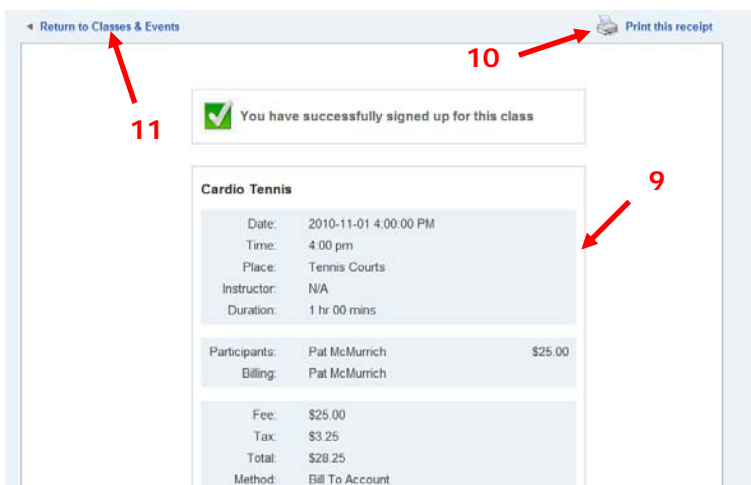 Return to Classes & Events
Print this receipt
10
11
You have successfully signed up for this class
9
Cardio Tennis
Date: 2010-11-01 4:00:00 PM
Time: 4:00 pm
Place: Tennis Courts
Instructor: N/A
Duration: 1 hr 00 mins
Participants: Pat McMurrich $25.00
Billing: Pat McMurrich
Fee: $25.00
Tax: $3.25
Total: $28.25
Method: Bill To Account